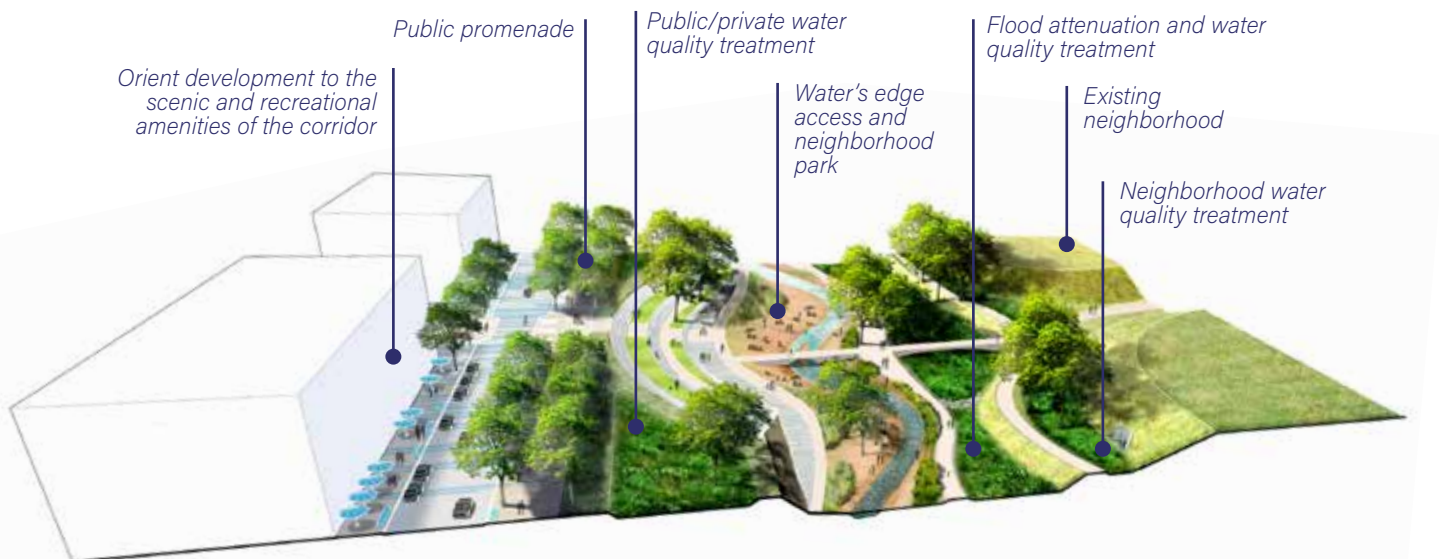 Public promenade
Public/private water
quality treatment
Flood attenuation and water
quality treatment
Orient development to the
scenic and recreational
amenities of the corridor
Water's edge
access and
neighborhood
park
Existing
neighborhood
Neighborhood water
quality treatment